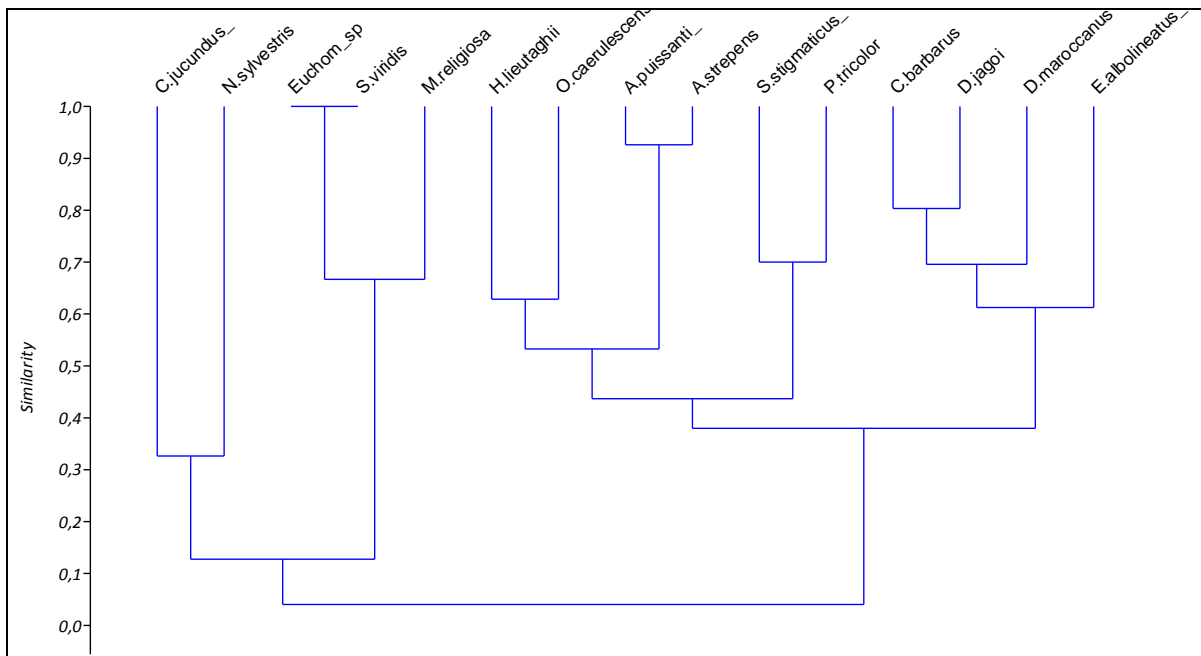 C.jucundus_
N.sylvestris
Euchom_sp
S.viridis
M.religiosa
H.lieutaghii
O.caerulescens
A.puissanti_
A.strepens
S.stigmaticus_
P.tricolor
C.barbarus
D.jagoi
D.maroccanus
E.albolineatus_
1,0
0,9
0,8
0,7
0,6
0,5
0,4
0,3
0,2
0,1
0,0
Similarity